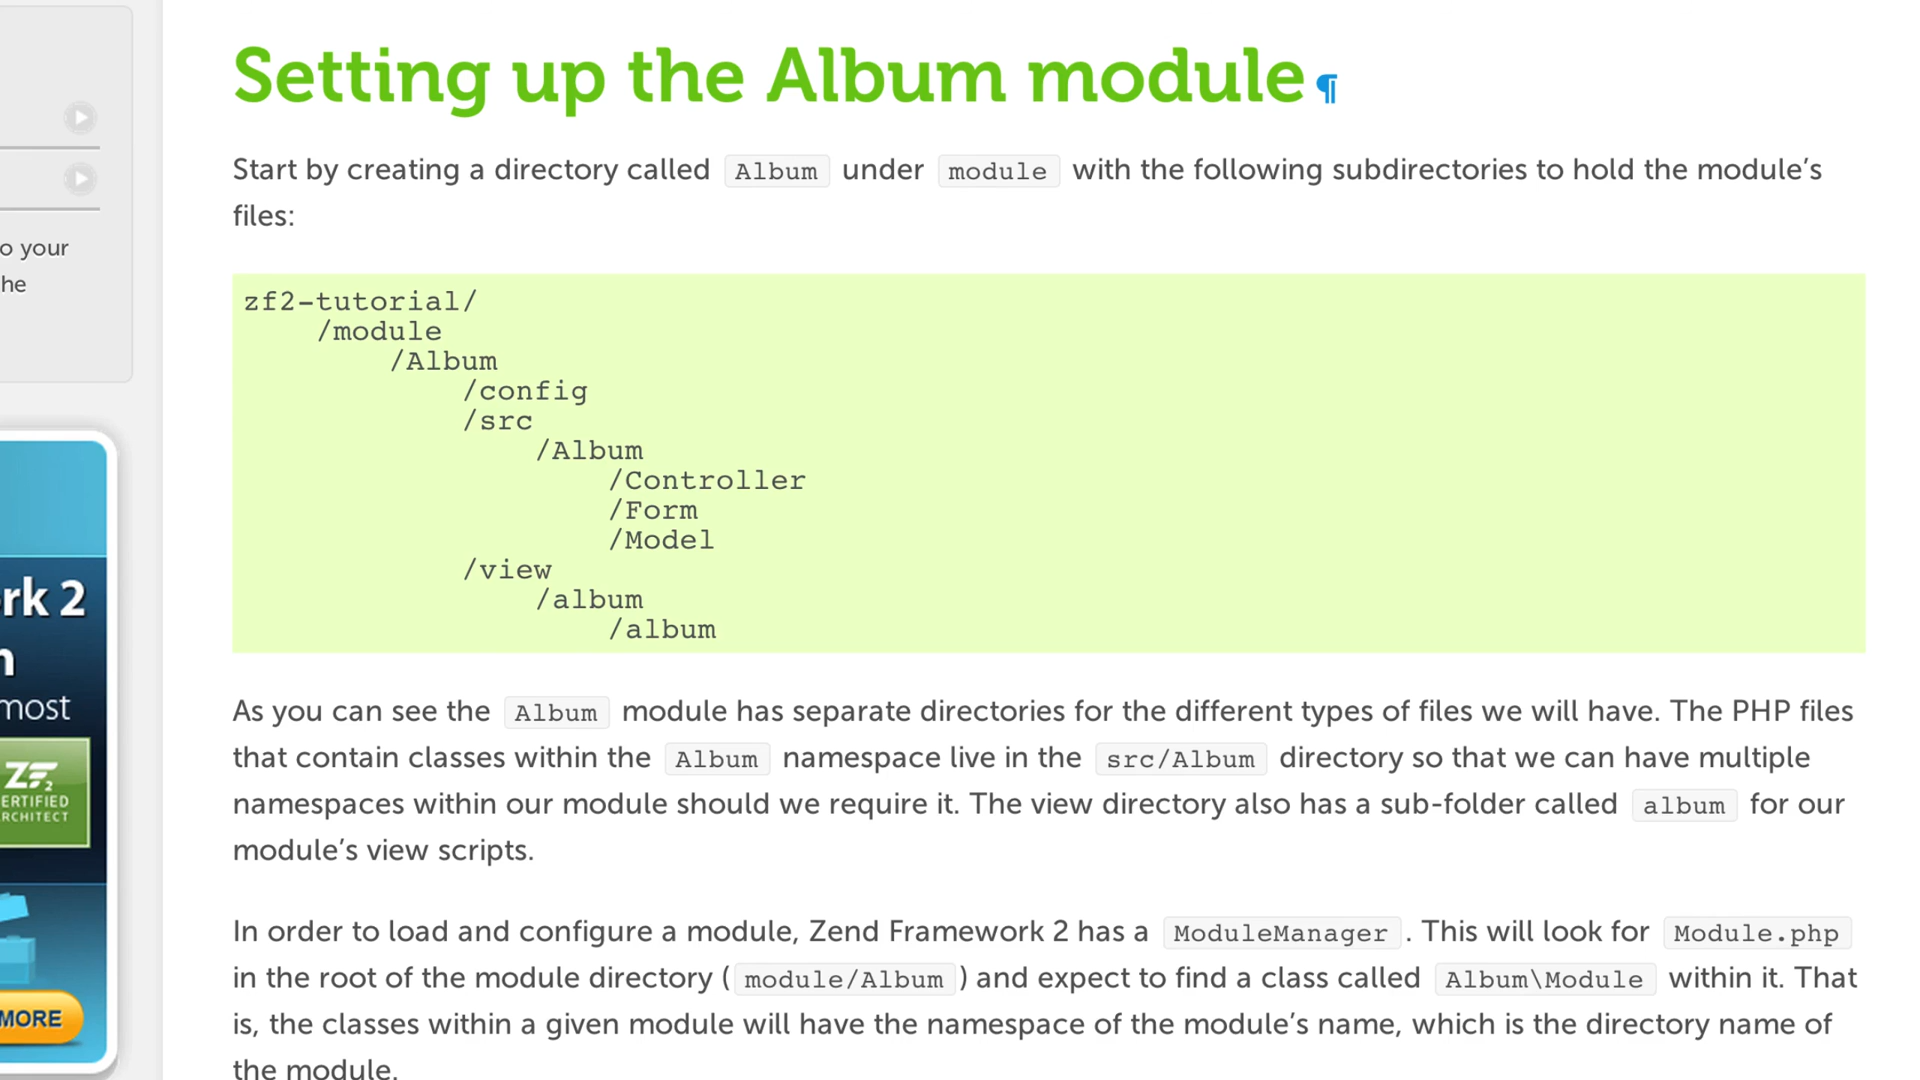 Setting up the Album module¶
Start by creating a directory called Album under module with the following subdirectories to hold the module’s
files:
zf2-tutorial/
/module
/Album
/config
/src
/Album
/Controller
/Form
/Model
/view
/album
/album
As you can see the Album module has separate directories for the different types of files we will have. The PHP files
that contain classes within the Album namespace live in the src/Album directory so that we can have multiple
namespaces within our module should we require it. The view directory also has a sub-folder called album for our
module’s view scripts.
In order to load and configure a module, Zend Framework 2 has a ModuleManager . This will look for Module.php
in the root of the module directory ( module/Album ) and expect to find a class called Album\Module within it. That
is, the classes within a given module will have the namespace of the module’s name, which is the directory name of
the module.
o your
he
rk 2
n
most
ZF2
ERTIFIED
RCHITECT
MORE